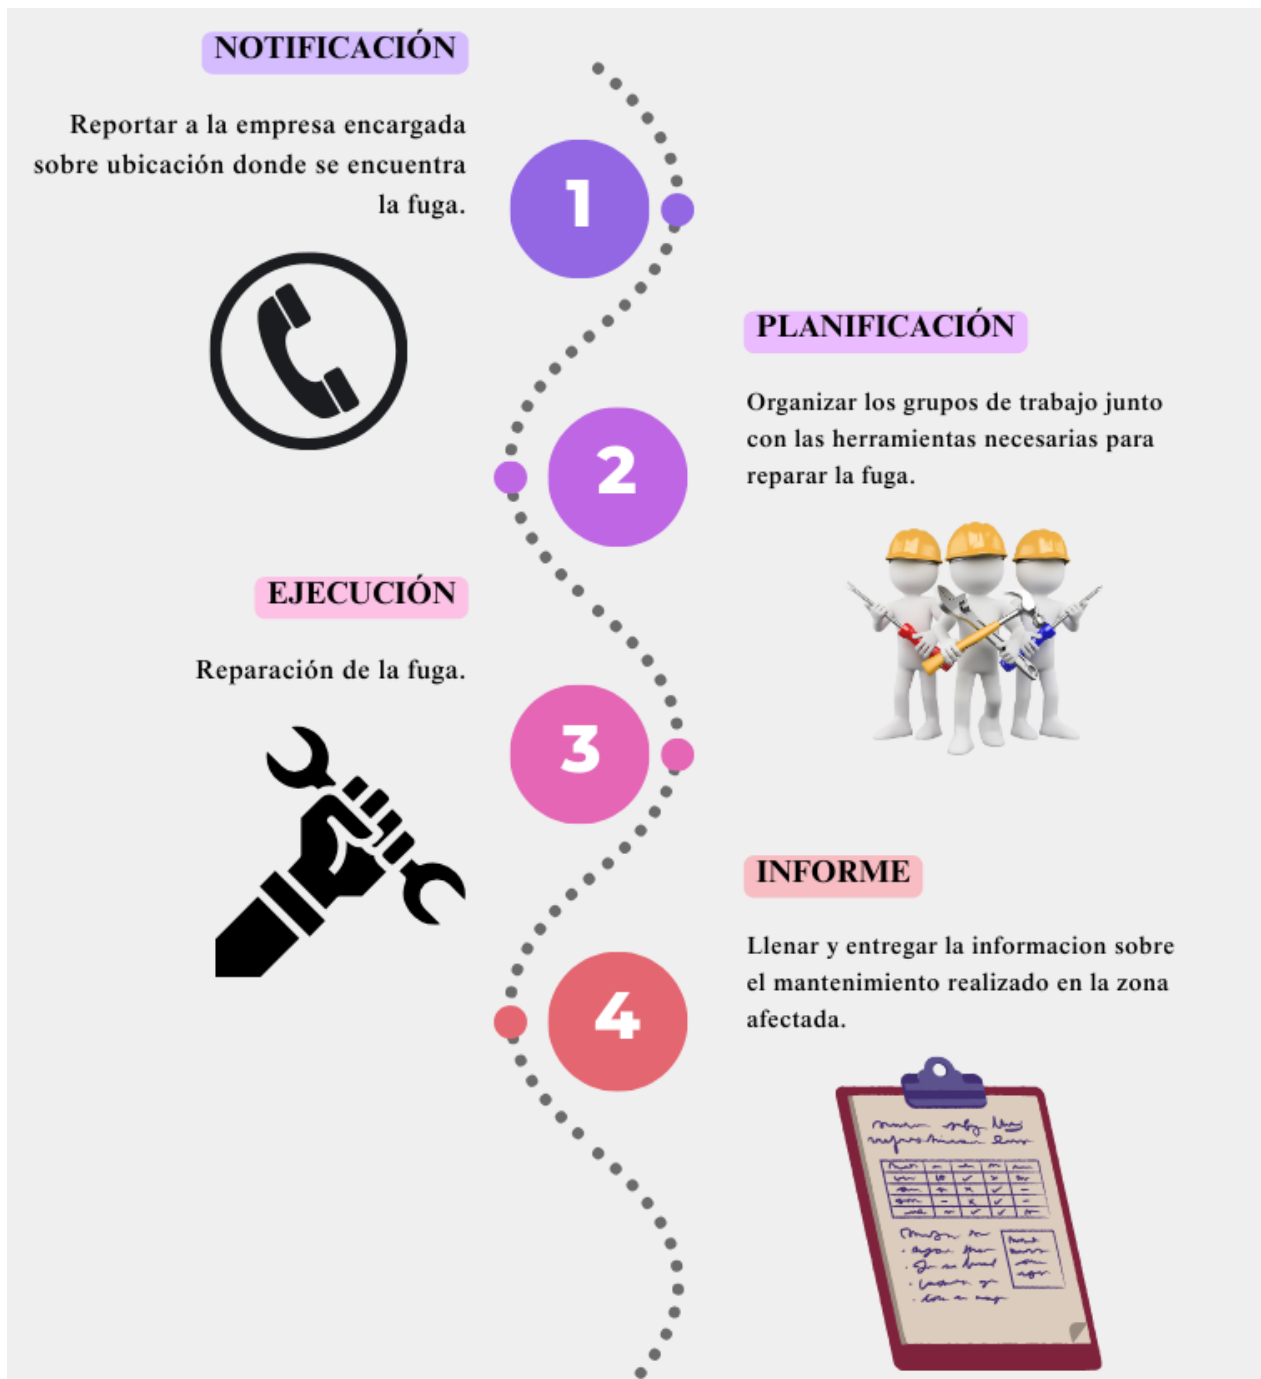 NOTIFICACIÓN
Reportar a la empresa encargada
sobre ubicación donde se encuentra
la fuga.
1
PLANIFICACIÓN
Organizar los grupos de trabajo junto
con las herramientas necesarias para
reparar la fuga.
2
EJECUCIÓN
Reparación de la fuga.
3
INFORME
Llenar y entregar la informacion sobre
el mantenimiento realizado en la zona
afectada.
4